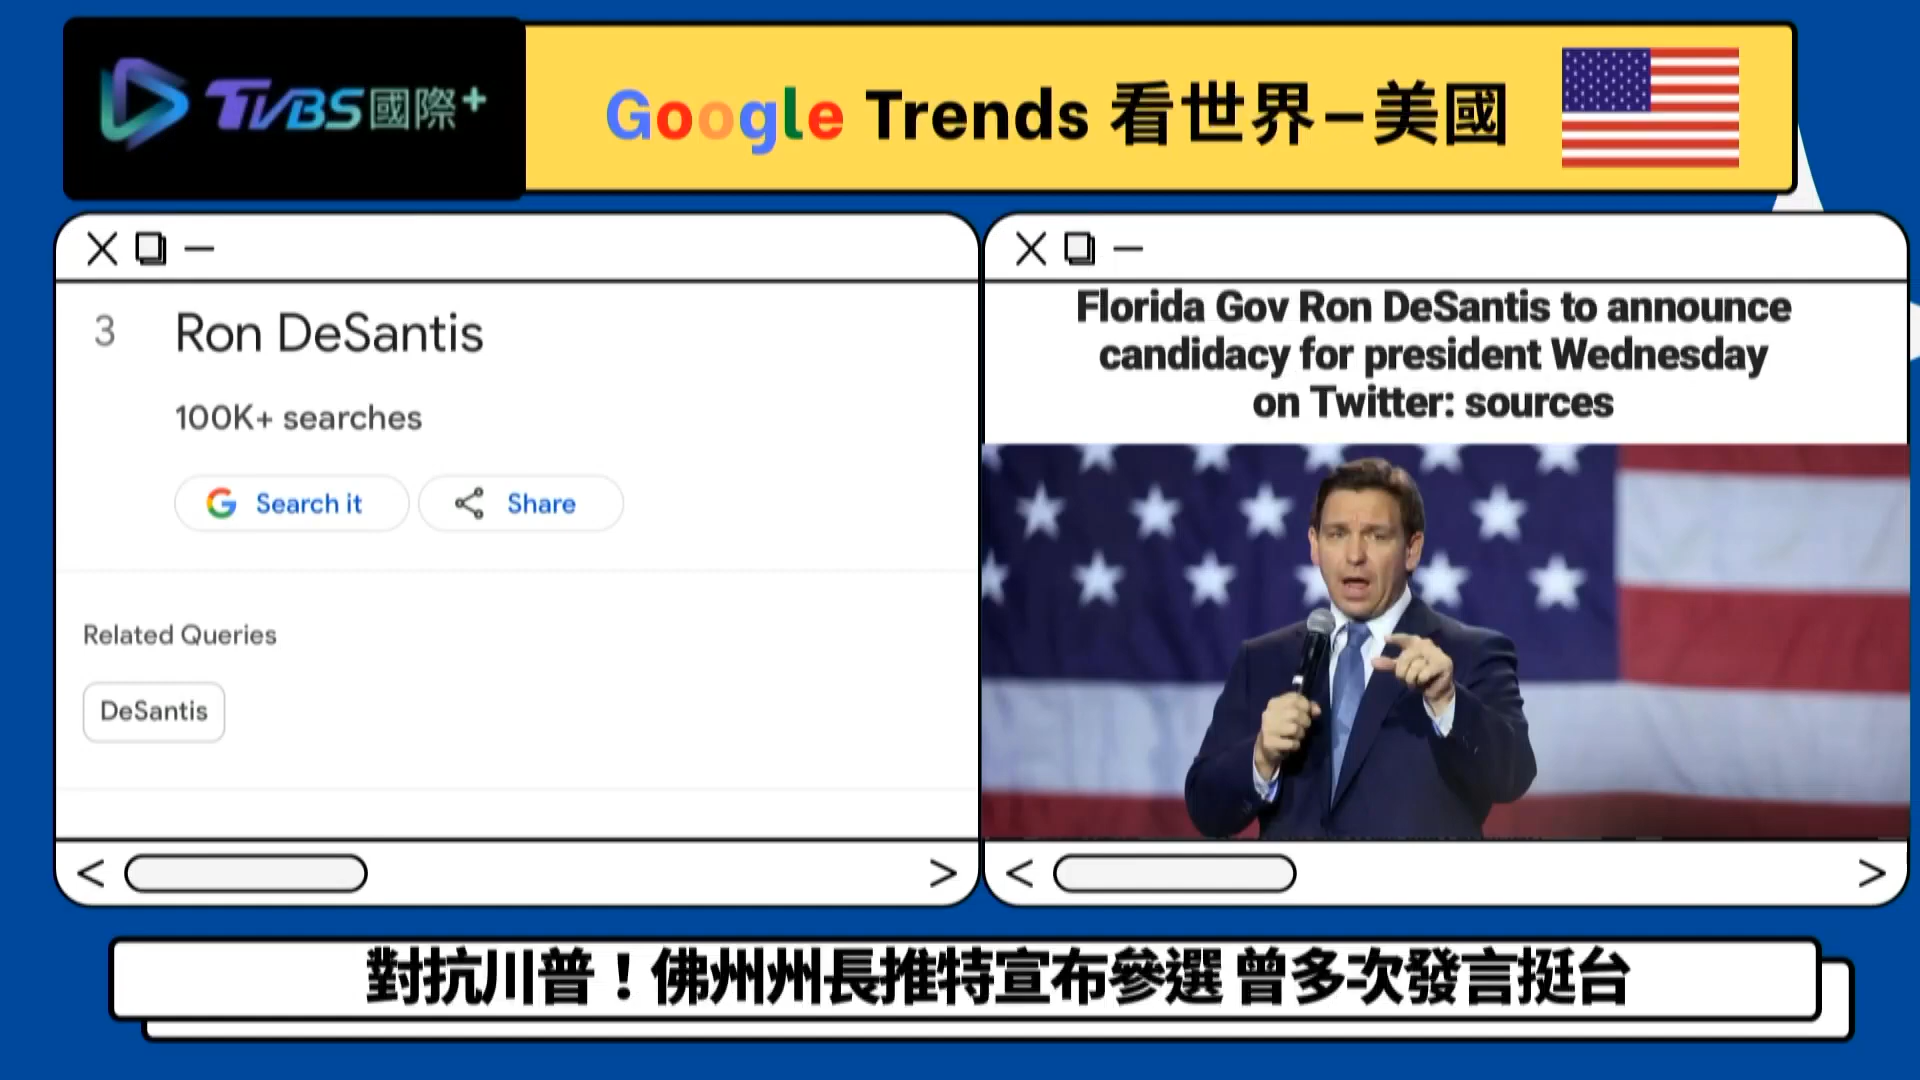 TVBS國際+
Google Trends 看世界–美國
3 Ron DeSantis
100K+ searches
Search it
Share
Related Queries
DeSantis
Florida Gov Ron DeSantis to announce
candidacy for president Wednesday
on Twitter: sources
對抗川普！佛州州長推特宣布參選 曾多次發言挺台